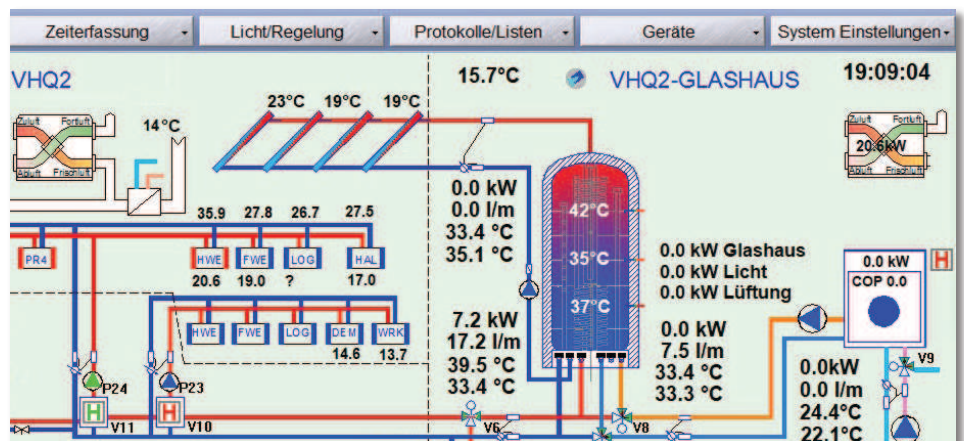 Zeiterfassung
Licht/Regelung
Protokolle/Listen
Geräte
System Einstellungen
VHQ2
15.7°C
VHQ2-GLASHAUS
19:09:04
23°C 19°C 19°C
Zuluft Fortluft
Abluft Frischluft
14°C
Zuluft Fortluft
20.6kW
Abluft Frischluft
0.0 kW
0.0 l/m
33.4 °C
35.1 °C
42°C
35°C
37°C
35.9 27.8 26.7 27.5
PR4 HWE FWE LOG HAL
20.6 19.0 ? 17.0
0.0 kW Glashaus
0.0 kW Licht
0.0 kW Lüftung
0.0 kW
COP 0.0
H
HWE FWE LOG DEM WRK
14.6 13.7
7.2 kW
17.2 l/m
39.5 °C
33.4 °C
0.0 kW
7.5 l/m
33.4 °C
33.3 °C
0.0kW
0.0 l/m
24.4°C
22.1°C
V9
P24 P23
H H
V11 V10 V6 V8